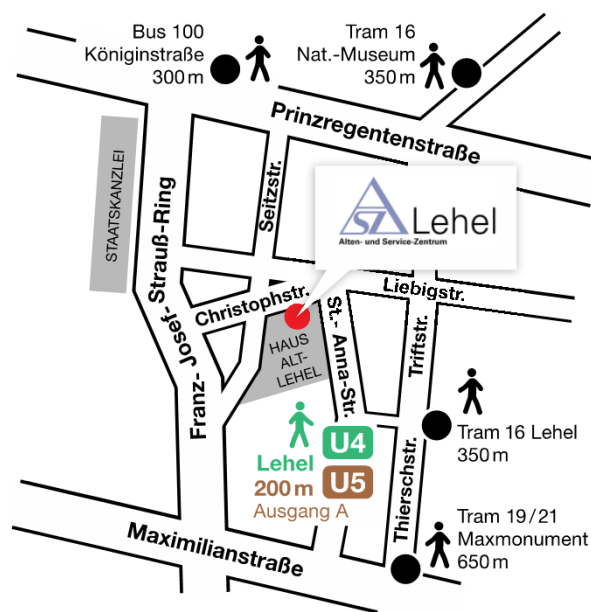 Bus 100
Königinstraße
300 m
Tram 16
Nat.-Museum
350 m
Prinzregentenstraße
STAATSKANZLEI
Seitzstr.
Franz-Josef-Strauß-Ring
ASZ Lehel
Alten- und Service-Zentrum
Christophstr.
Liebigstr.
HAUS
ALT-
LEHEL
St.-Anna-Str.
Triftstr.
Lehel
200 m
Ausgang A
U4
U5
Thierschstr.
Tram 16 Lehel
350 m
Maximilianstraße
Tram 19/21
Maxmonument
650 m